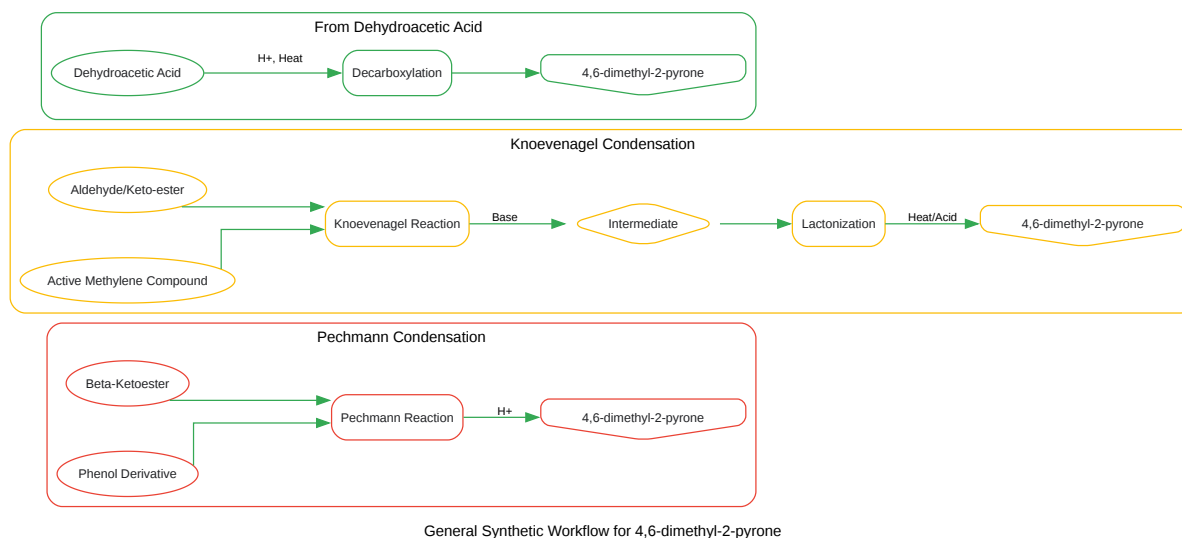 From Dehydroacetic Acid
Dehydroacetic Acid
H+, Heat
Decarboxylation
4,6-dimethyl-2-pyrone
Knoevenagel Condensation
Aldehyde/Keto-ester
Active Methylene Compound
Knoevenagel Reaction
Base
Intermediate
Lactonization
Heat/Acid
4,6-dimethyl-2-pyrone
Pechmann Condensation
Beta-Ketoester
Phenol Derivative
Pechmann Reaction
H+
4,6-dimethyl-2-pyrone
General Synthetic Workflow for 4,6-dimethyl-2-pyrone